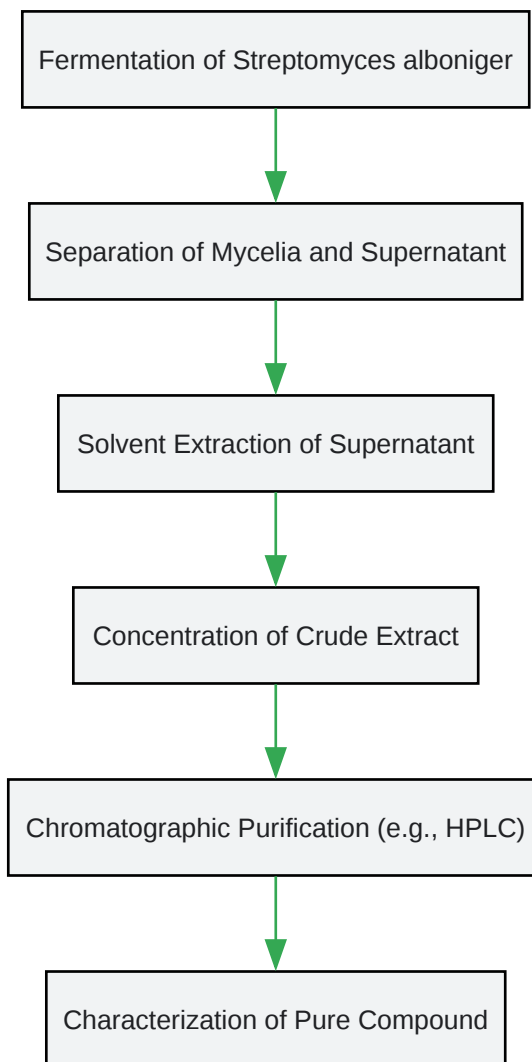 Fermentation of Streptomyces alboniger
Separation of Mycelia and Supernatant
Solvent Extraction of Supernatant
Concentration of Crude Extract
Chromatographic Purification (e.g., HPLC)
Characterization of Pure Compound